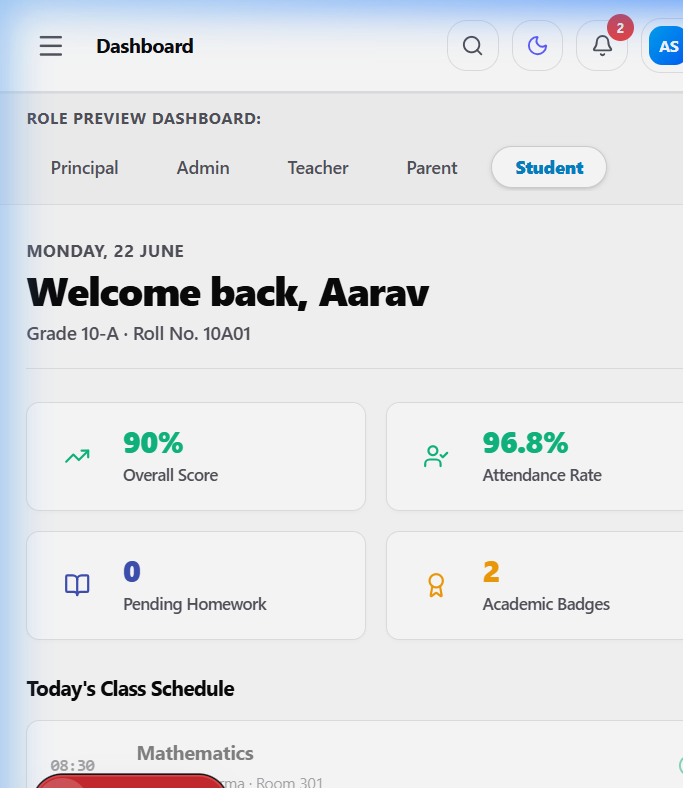 Dashboard
2
AS
ROLE PREVIEW DASHBOARD:
Principal Admin Teacher Parent Student
MONDAY, 22 JUNE
Welcome back, Aarav
Grade 10-A · Roll No. 10A01
90%
Overall Score
96.8%
Attendance Rate
0
Pending Homework
2
Academic Badges
Today's Class Schedule
Mathematics
08:30
· Room 301